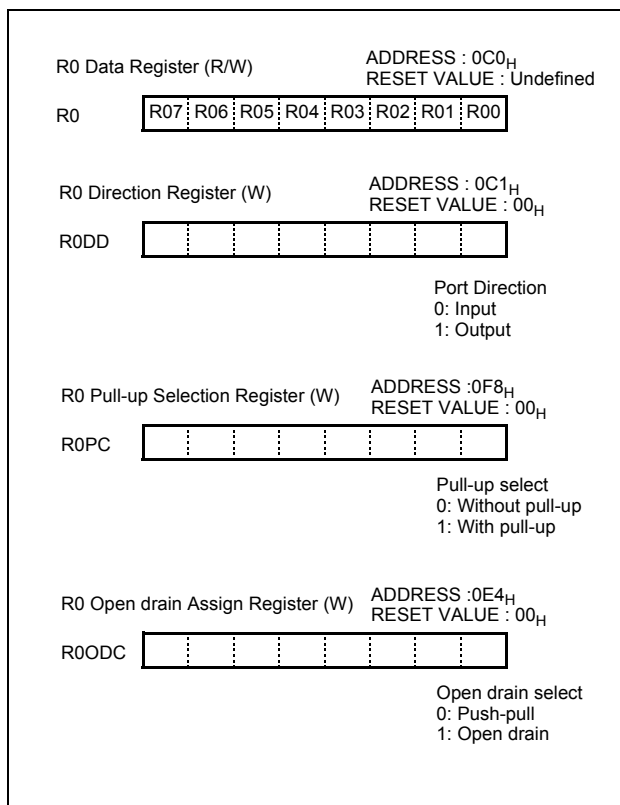 R0 Data Register (R/W)
ADDRESS : 0C0H
RESET VALUE : Undefined
R0
R07 R06 R05 R04 R03 R02 R01 R00
R0 Direction Register (W)
ADDRESS : 0C1H
RESET VALUE : 00H
R0DD
Port Direction
0: Input
1: Output
R0 Pull-up Selection Register (W)
ADDRESS :0F8H
RESET VALUE : 00H
R0PC
Pull-up select
0: Without pull-up
1: With pull-up
R0 Open drain Assign Register (W)
ADDRESS :0E4H
RESET VALUE : 00H
R0ODC
Open drain select
0: Push-pull
1: Open drain